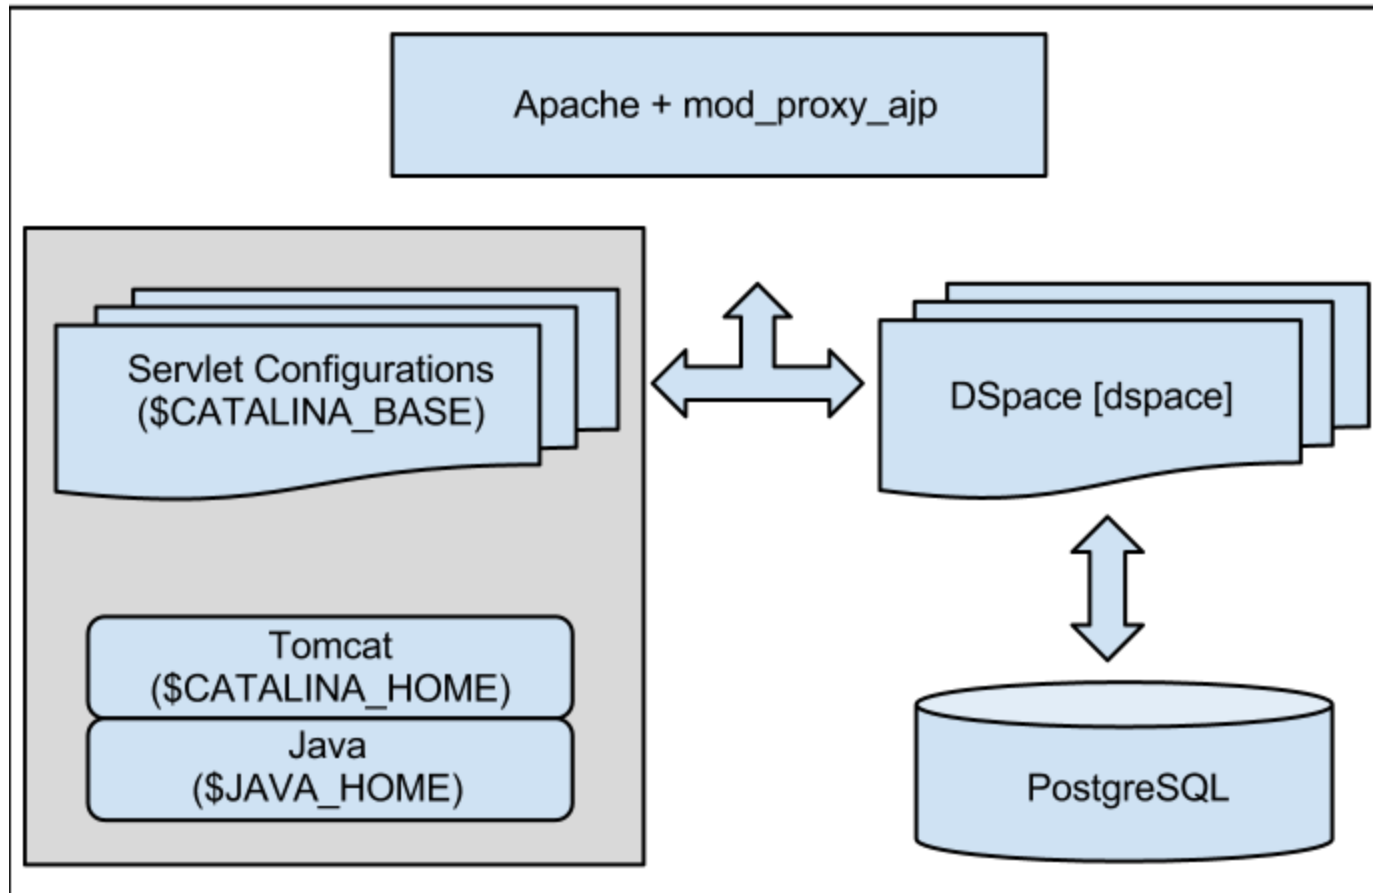 Apache + mod_proxy_ajp
Servlet Configurations
($CATALINA_BASE)
DSpace [dspace]
Tomcat
($CATALINA_HOME)
Java
($JAVA_HOME)
PostgreSQL